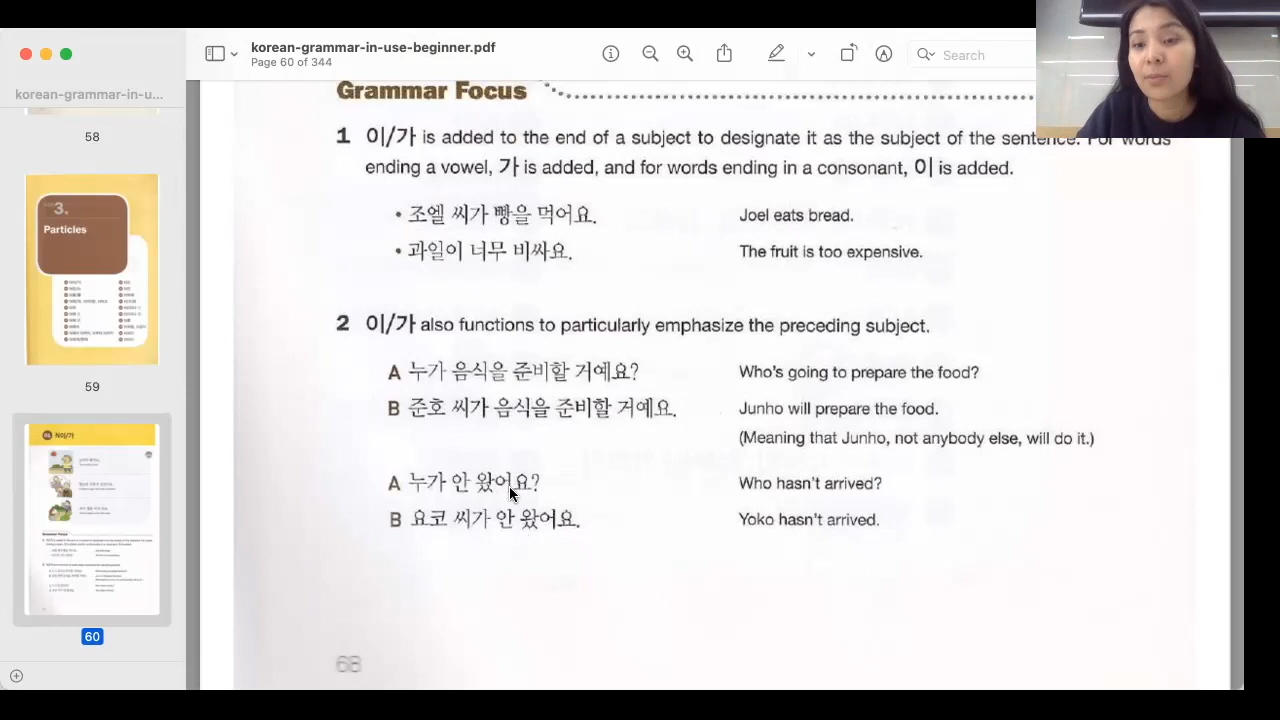 korean-grammar-in-use-beginner.pdf
Page 60 of 344
Search
korean-grammar-in-u...
58
3.
Particles
59
60
Grammar Focus
1 이/가 is added to the end of a subject to designate it as the subject of the sentence. For words
ending a vowel, 가 is added, and for words ending in a consonant, 이 is added.
• 조엘 씨가 빵을 먹어요. Joel eats bread.
• 과일이 너무 비싸요. The fruit is too expensive.
2 이/가 also functions to particularly emphasize the preceding subject.
A 누가 음식을 준비할 거예요? Who's going to prepare the food?
B 준호 씨가 음식을 준비할 거예요. Junho will prepare the food.
(Meaning that Junho, not anybody else, will do it.)
A 누가 안 왔어요? Who hasn't arrived?
B 요코 씨가 안 왔어요. Yoko hasn't arrived.
68